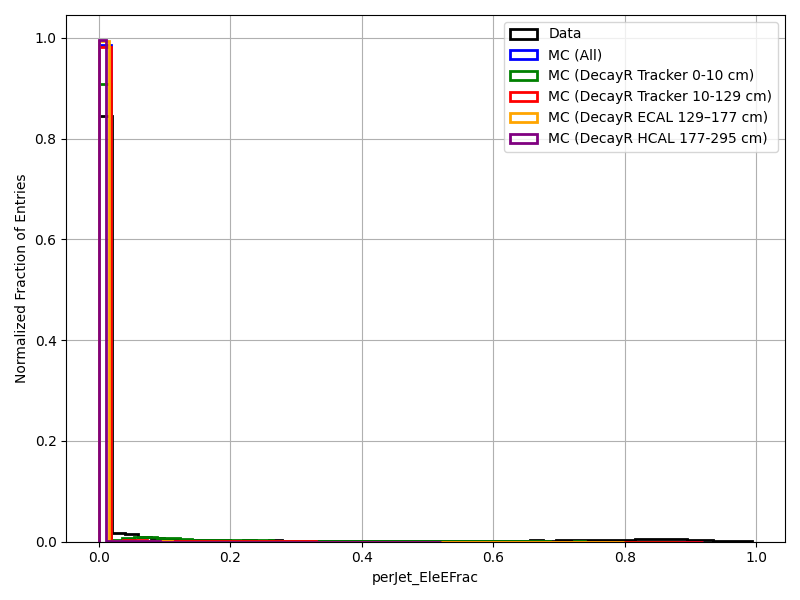 Data
MC (All)
MC (DecayR Tracker 0-10 cm)
MC (DecayR Tracker 10-129 cm)
MC (DecayR ECAL 129–177 cm)
MC (DecayR HCAL 177-295 cm)
Normalized Fraction of Entries
1.0
0.8
0.6
0.4
0.2
0.0
0.0 0.2 0.4 0.6 0.8 1.0
perJet_EleEFrac